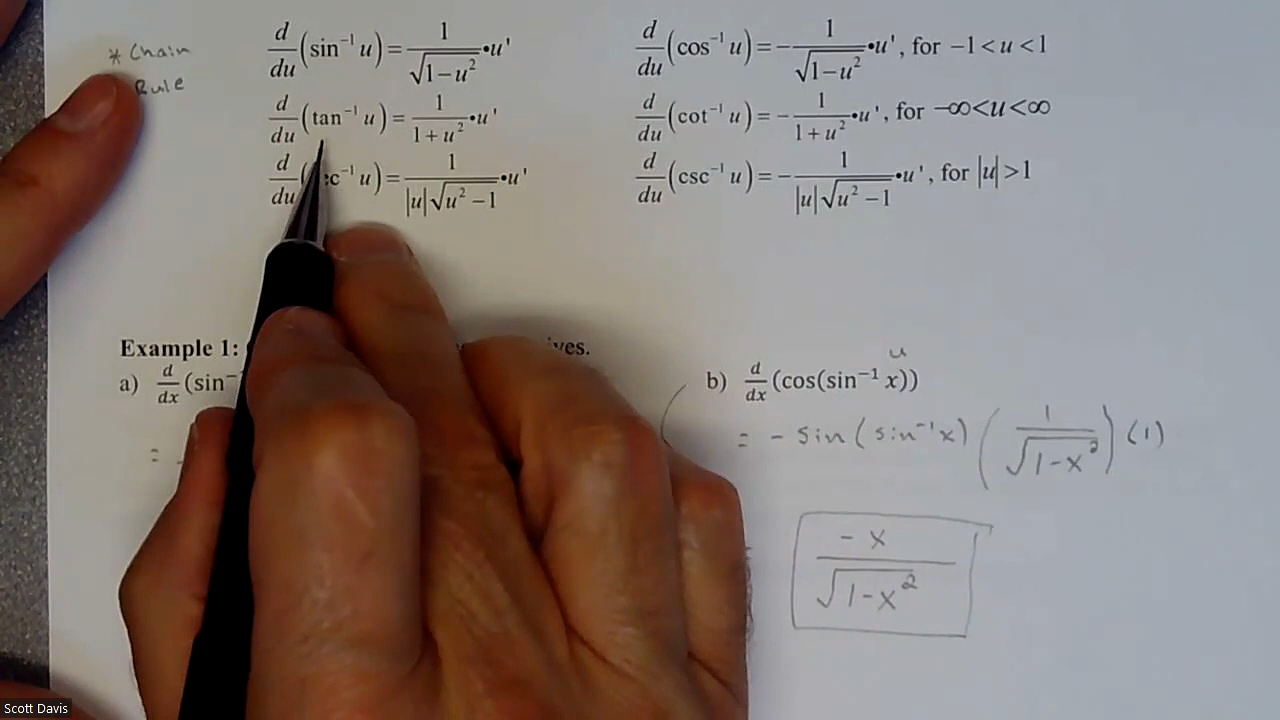 * Chain
Rule
d/du (sin⁻¹ u) = 1/√(1−u²) •u'
d/du (cos⁻¹ u) = − 1/√(1−u²) •u' , for −1<u<1
d/du (tan⁻¹ u) = 1/(1+u²) •u'
d/du (cot⁻¹ u) = − 1/(1+u²) •u' , for −∞<u<∞
d/du ( ec⁻¹ u) = 1/(|u|√(u²−1)) •u'
d/du (csc⁻¹ u) = − 1/(|u|√(u²−1)) •u' , for |u|>1
Example 1:
a) d/dx (sin⁻
=
u
b) d/dx (cos(sin⁻¹ x))
= - sin (sin⁻¹x) (1/√(1-x²)) (1)
-x/√(1-x²)
Scott Davis